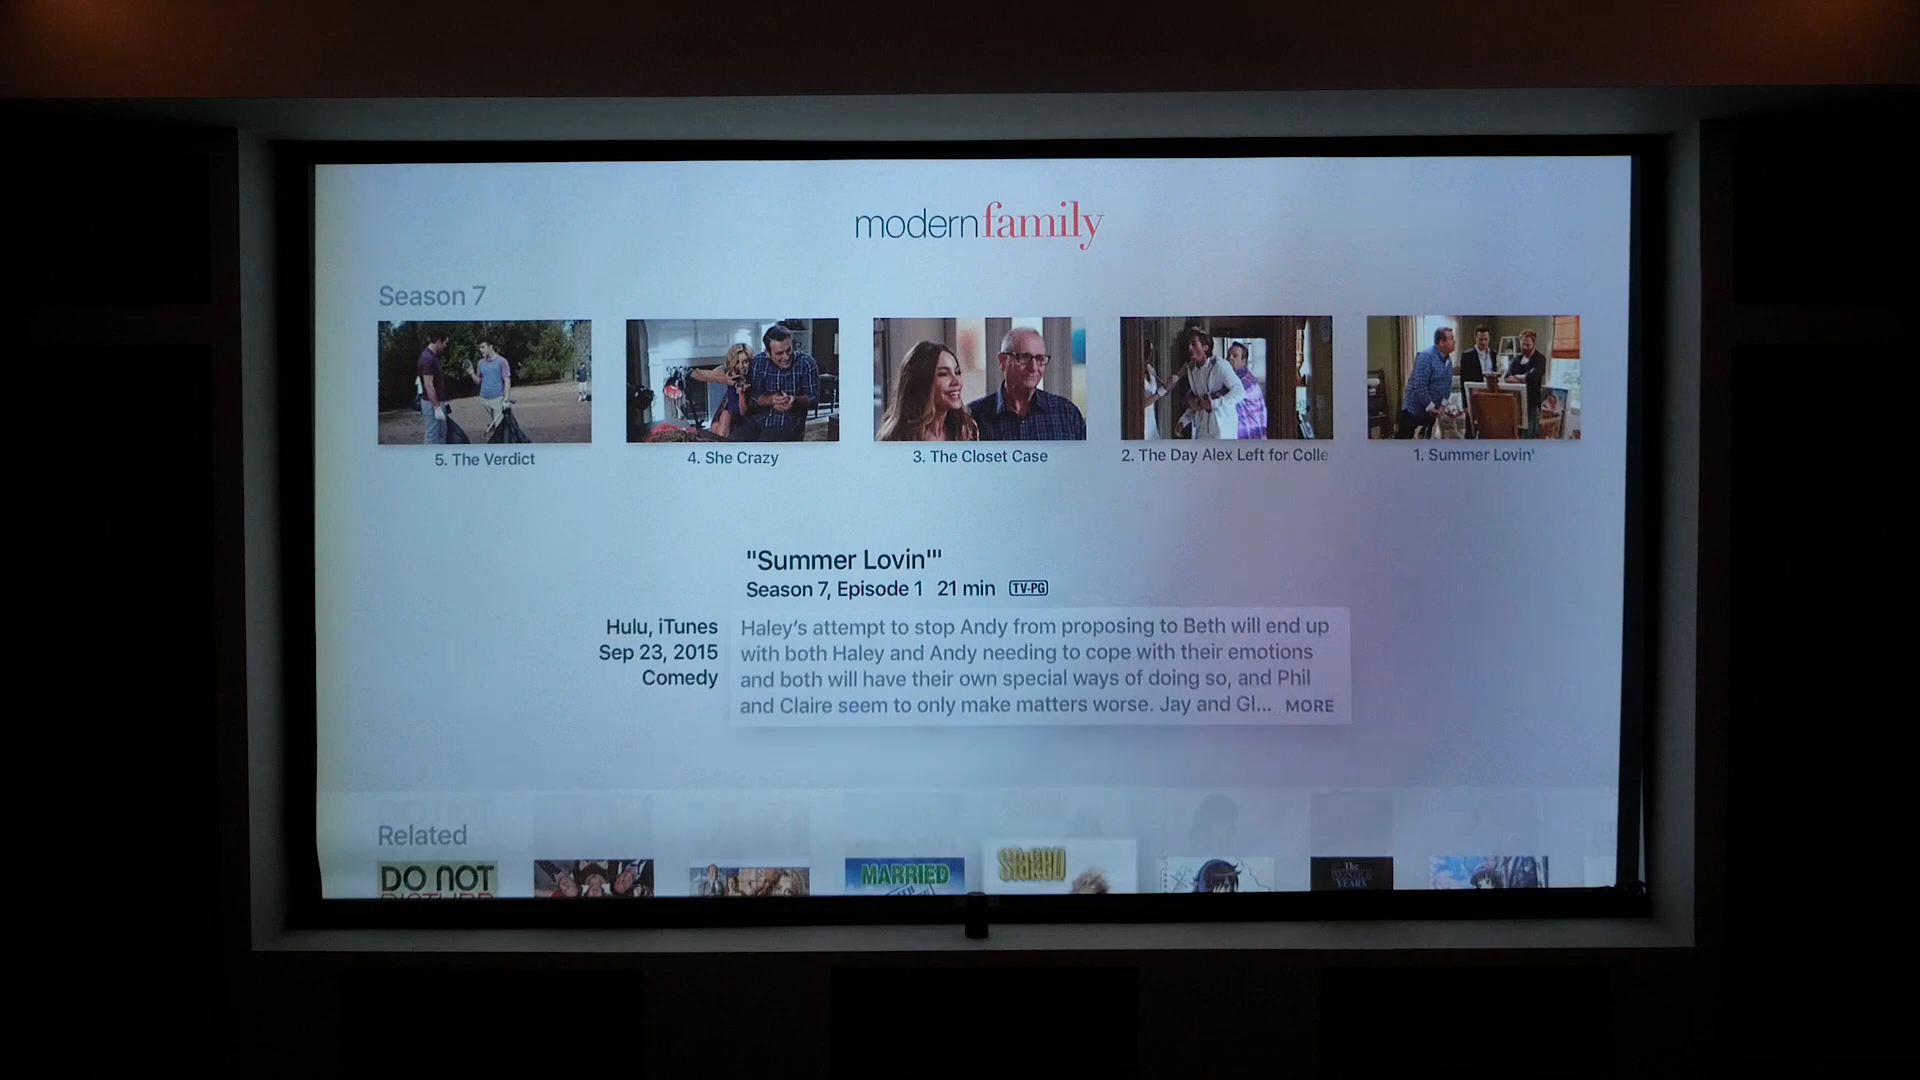 modernfamily
Season 7
5. The Verdict
4. She Crazy
3. The Closet Case
2. The Day Alex Left for Colle
1. Summer Lovin'
"Summer Lovin'"
Season 7, Episode 1 21 min TV-PG
Hulu, iTunes
Sep 23, 2015
Comedy
Haley's attempt to stop Andy from proposing to Beth will end up
with both Haley and Andy needing to cope with their emotions
and both will have their own special ways of doing so, and Phil
and Claire seem to only make matters worse. Jay and Gl... MORE
Related
DO NOT
DISTURB
MARRIED
The
YEARS